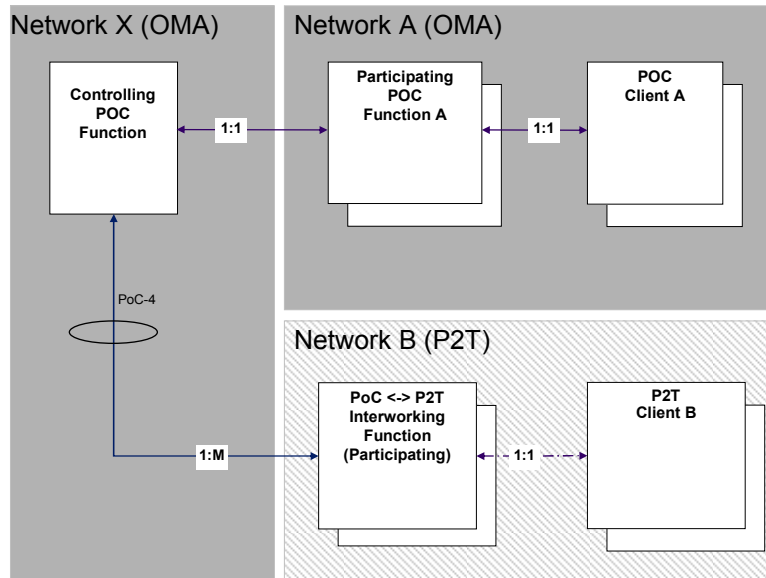 Network X (OMA)
Network A (OMA)
Controlling
POC
Function
Participating
POC
Function A
POC
Client A
1:1
1:1
PoC-4
Network B (P2T)
PoC <-> P2T
Interworking
Function
(Participating)
P2T
Client B
1:M
1:1